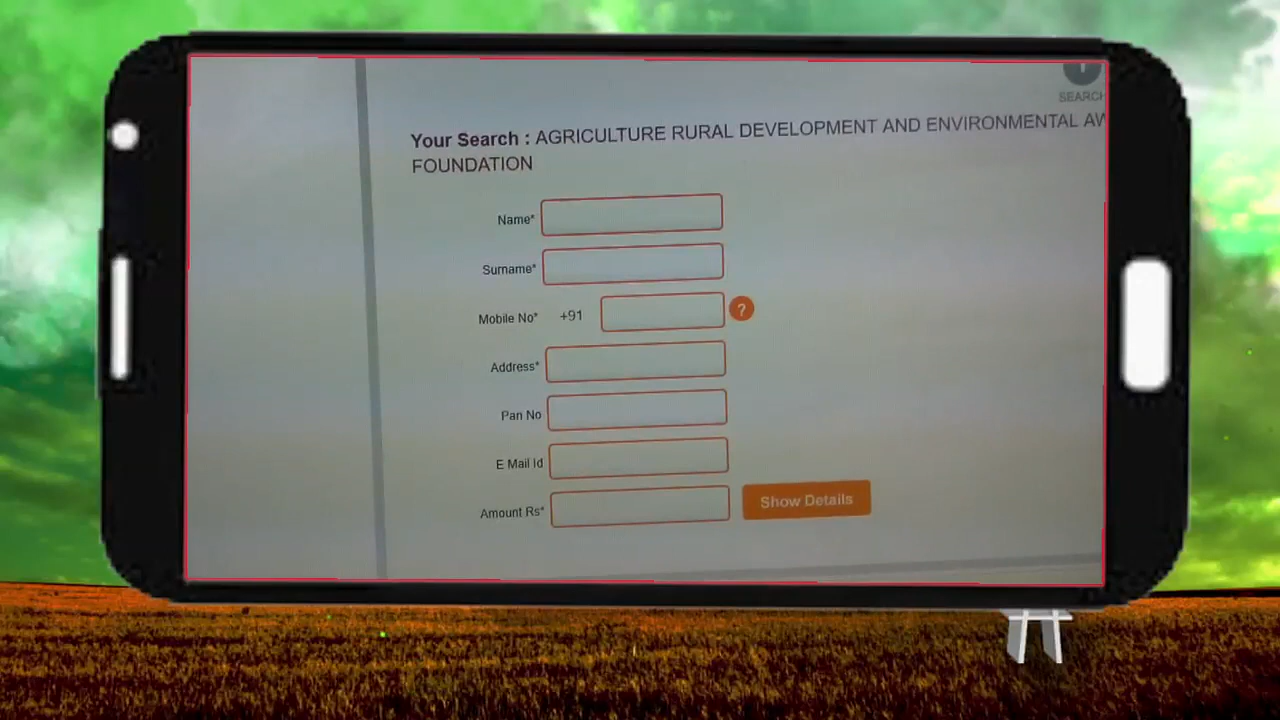 SEARCH
Your Search : AGRICULTURE RURAL DEVELOPMENT AND ENVIRONMENTAL
FOUNDATION
Name*
Surname*
Mobile No* +91 ?
Address*
Pan No
E Mail Id
Amount Rs* Show Details